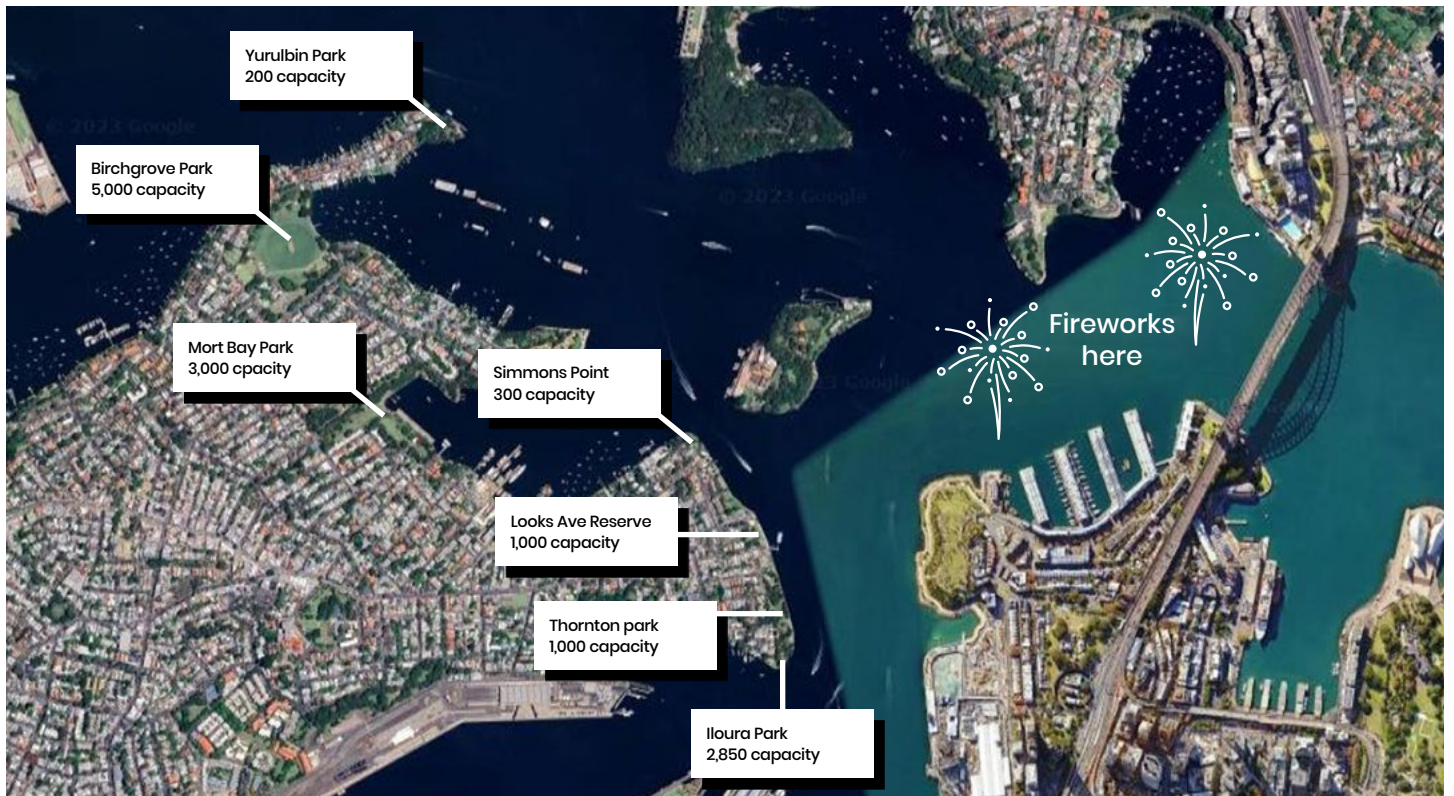 Yurulbin Park
200 capacity
© 2023 Google
Birchgrove Park
5,000 capacity
© 2023 Google
Mort Bay Park
3,000 cpacity
Simmons Point
300 capacity
Fireworks
here
23 Google
Looks Ave Reserve
1,000 capacity
Thornton park
1,000 capacity
Iloura Park
2,850 capacity